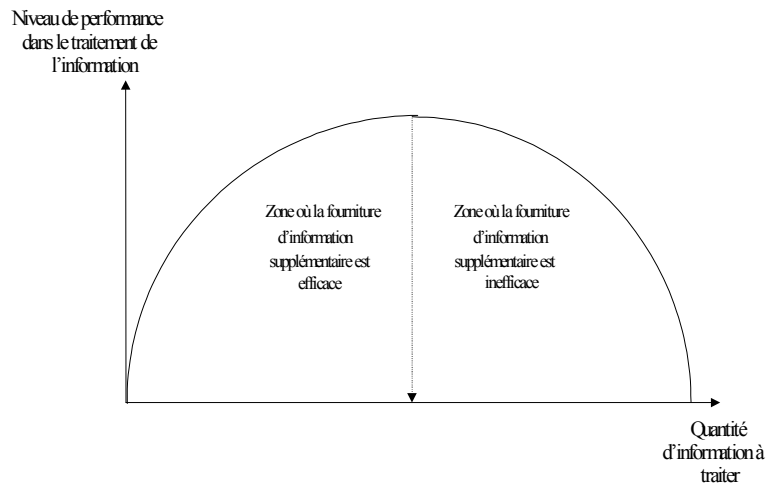 Niveau de performance
dans le traitement de
l'information
Zone où la fourniture
d'information
supplémentaire est
efficace
Zone où la fourniture
d'information
supplémentaire est
inefficace
Quantité
d'information à
traiter